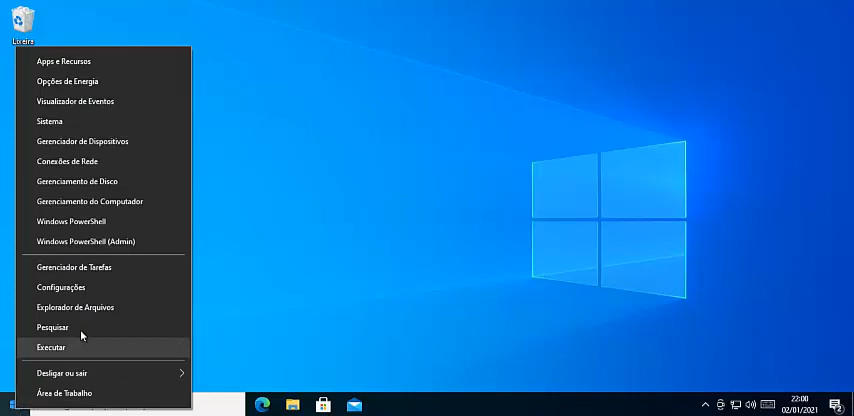 Lixeira
Apps e Recursos
Opções de Energia
Visualizador de Eventos
Sistema
Gerenciador de Dispositivos
Conexões de Rede
Gerenciamento de Disco
Gerenciamento do Computador
Windows PowerShell
Windows PowerShell (Admin)
Gerenciador de Tarefas
Configurações
Explorador de Arquivos
Pesquisar
Executar
Desligar ou sair
Área de Trabalho
22:00
02/01/2021
2